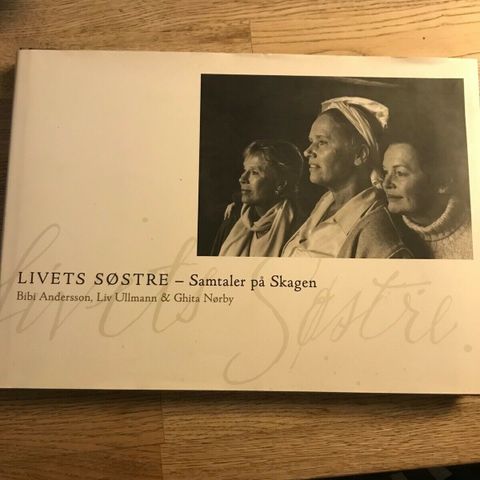 LIVETS SØSTRE – Samtaler på Skagen
Bibi Andersson, Liv Ullmann & Ghita Nørby
Livets Søstre.